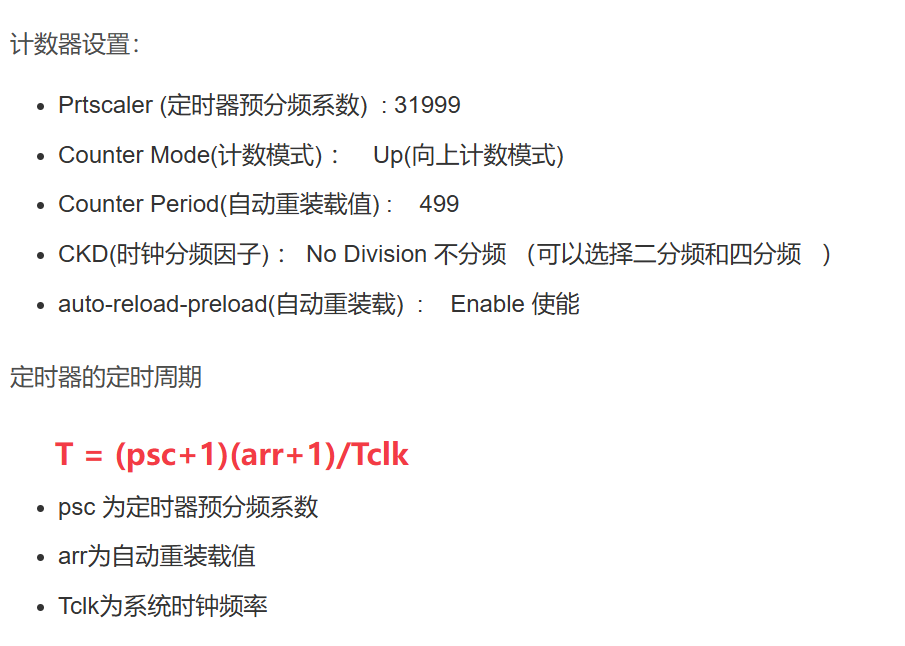 计数器设置：
Prtscaler (定时器预分频系数) : 31999
Counter Mode(计数模式)： Up(向上计数模式)
Counter Period(自动重装载值) : 499
CKD(时钟分频因子)： No Division 不分频 （可以选择二分频和四分频 ）
auto-reload-preload(自动重装载)： Enable 使能
定时器的定时周期
T = (psc+1)(arr+1)/Tclk
psc 为定时器预分频系数
arr为自动重装载值
Tclk为系统时钟频率